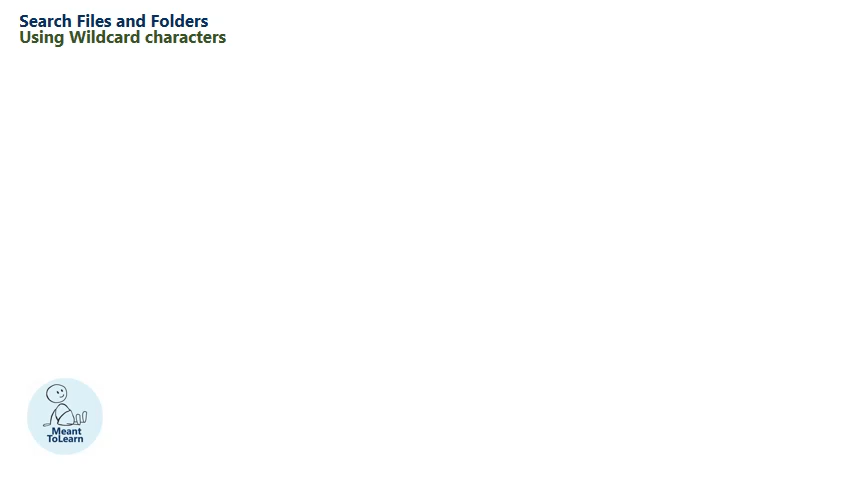 Search Files and Folders
Using Wildcard characters
Meant
ToLearn